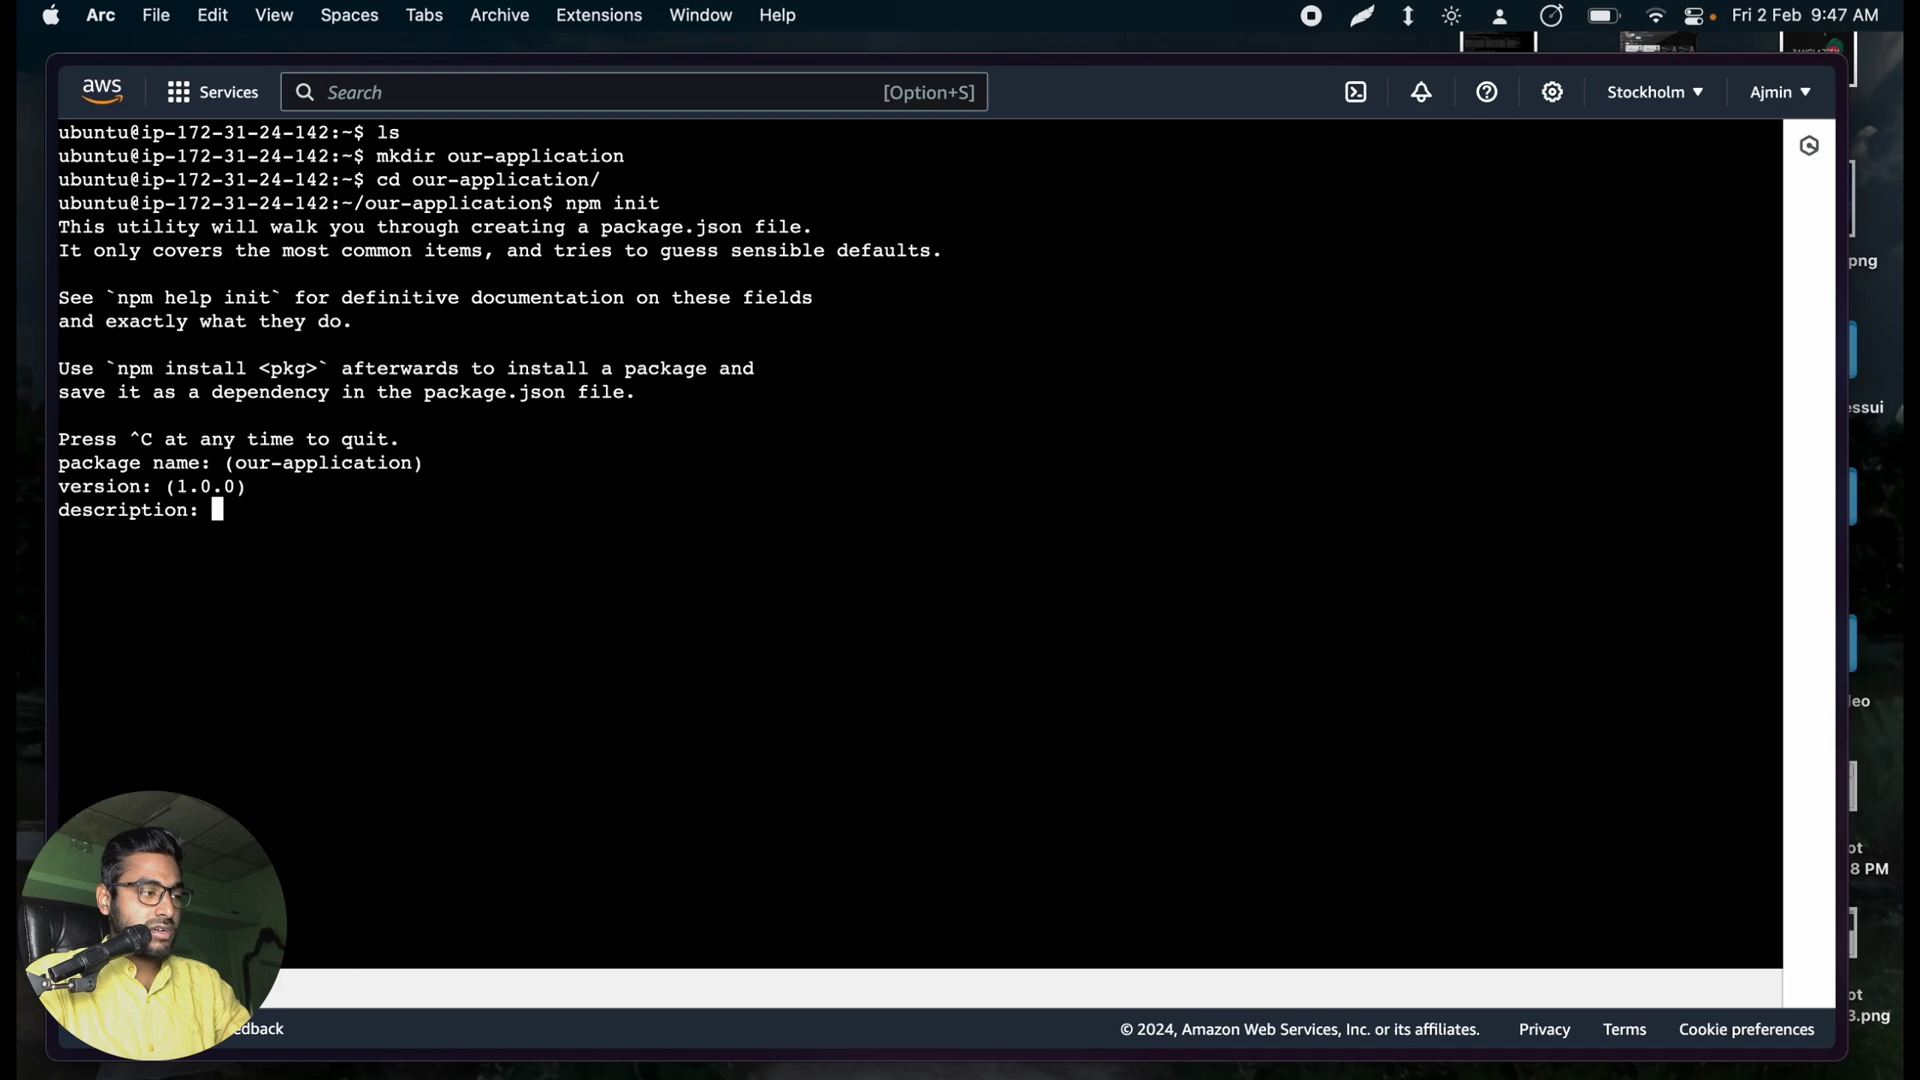 Arc File Edit View Spaces Tabs Archive Extensions Window Help Fri 2 Feb 9:47 AM
aws Services Search [Option+S] Stockholm Ajmin
ubuntu@ip-172-31-24-142:~$ ls
ubuntu@ip-172-31-24-142:~$ mkdir our-application
ubuntu@ip-172-31-24-142:~$ cd our-application/
ubuntu@ip-172-31-24-142:~/our-application$ npm init
This utility will walk you through creating a package.json file.
It only covers the most common items, and tries to guess sensible defaults.
See `npm help init` for definitive documentation on these fields
and exactly what they do.
Use `npm install <pkg>` afterwards to install a package and
save it as a dependency in the package.json file.
Press ^C at any time to quit.
package name: (our-application)
version: (1.0.0)
description:
png
essui
eo
ot
8 PM
ot
3.png
edback © 2024, Amazon Web Services, Inc. or its affiliates. Privacy Terms Cookie preferences